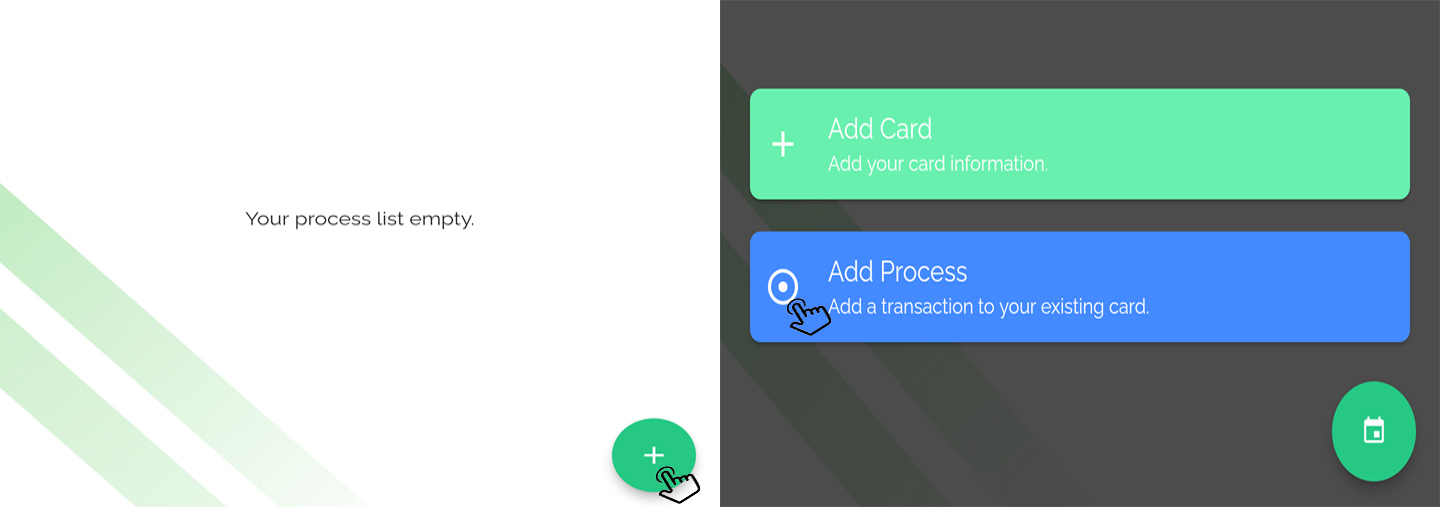 Your process list empty.
Add Card
Add your card information.
Add Process
Add a transaction to your existing card.